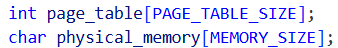 int page_table[PAGE_TABLE_SIZE];
char physical_memory[MEMORY_SIZE];